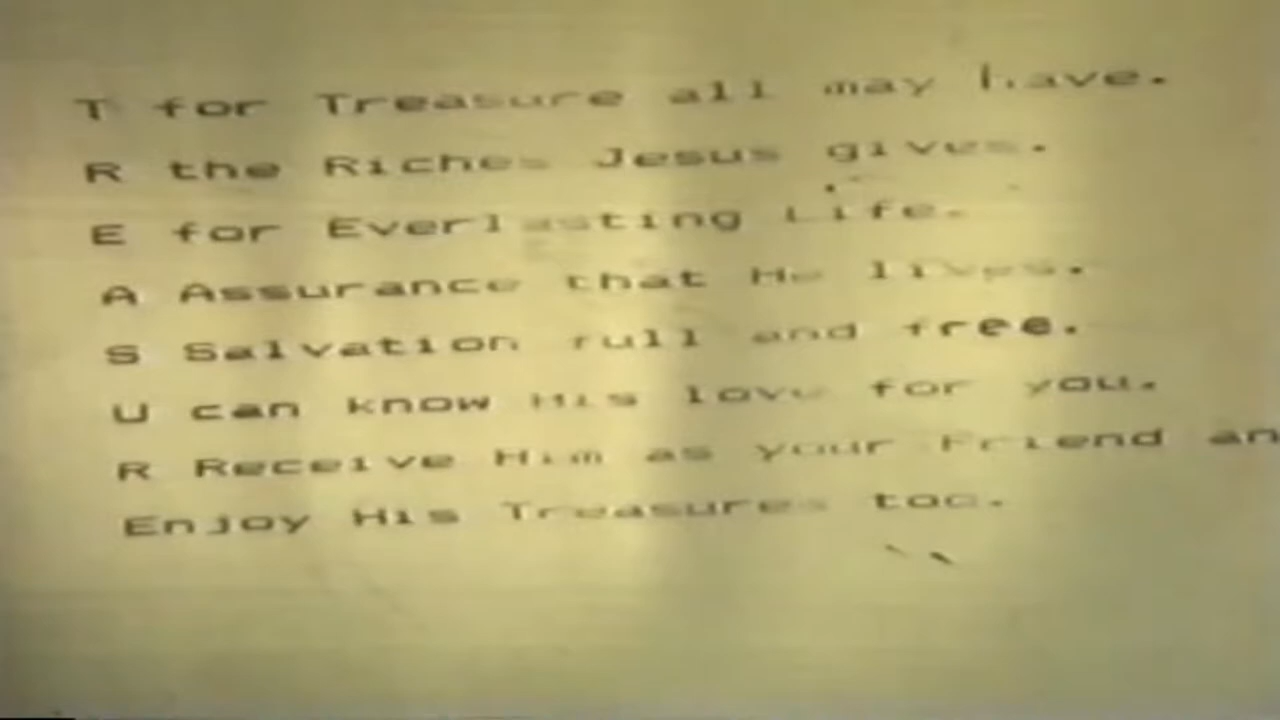 T for Treasure all may have.
R the Riches Jesus gives.
E for Everlasting Life.
A Assurance that He lives.
S Salvation full and free.
U can know His love for you.
R Receive Him as your Friend an
Enjoy His Treasures too.